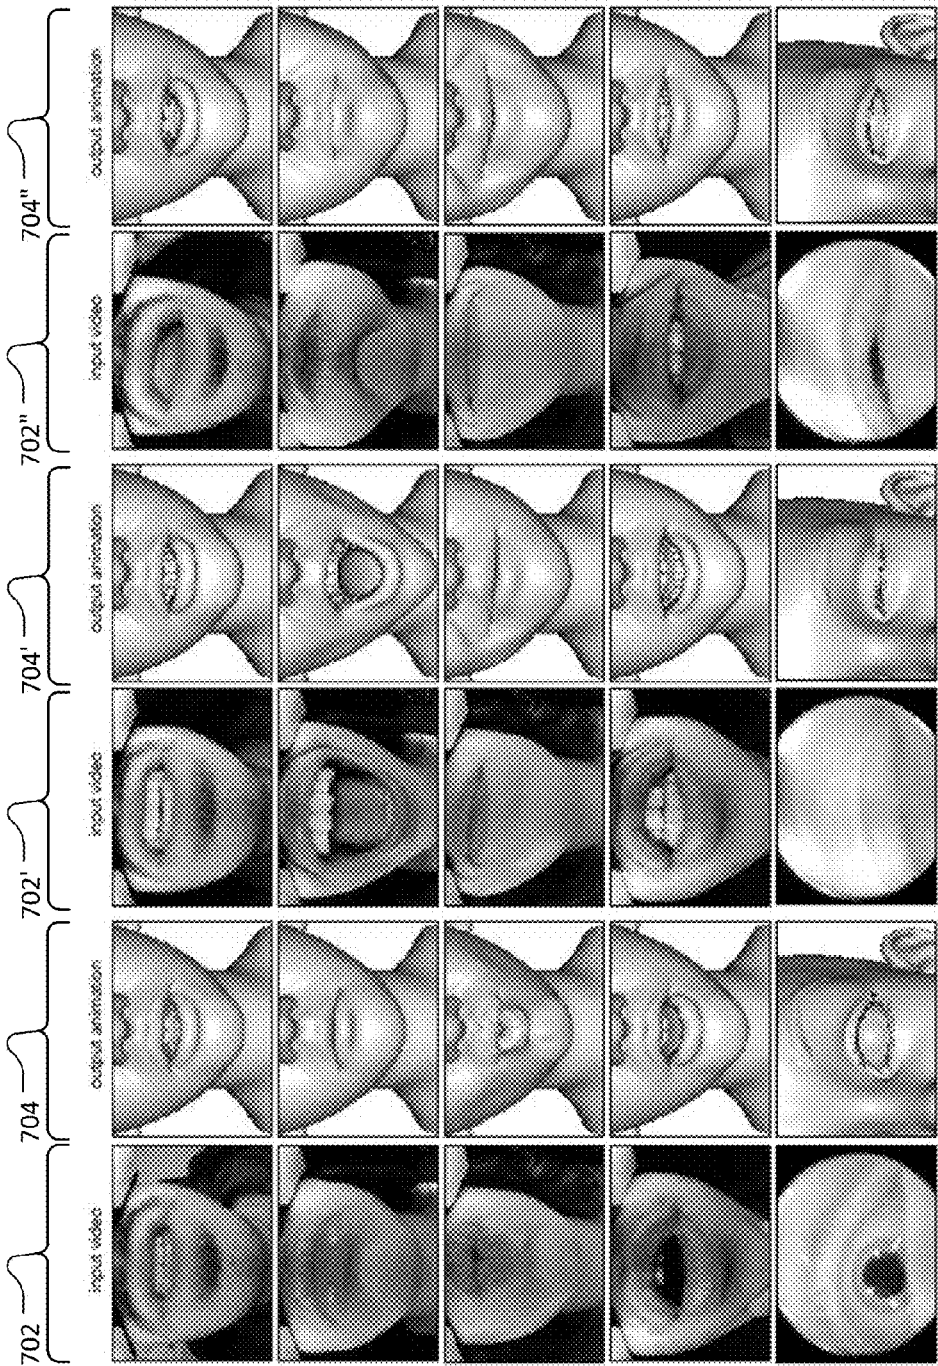 702
704
702'
704'
702"
704"
input video
output animation
input video
output animation
input video
output animation